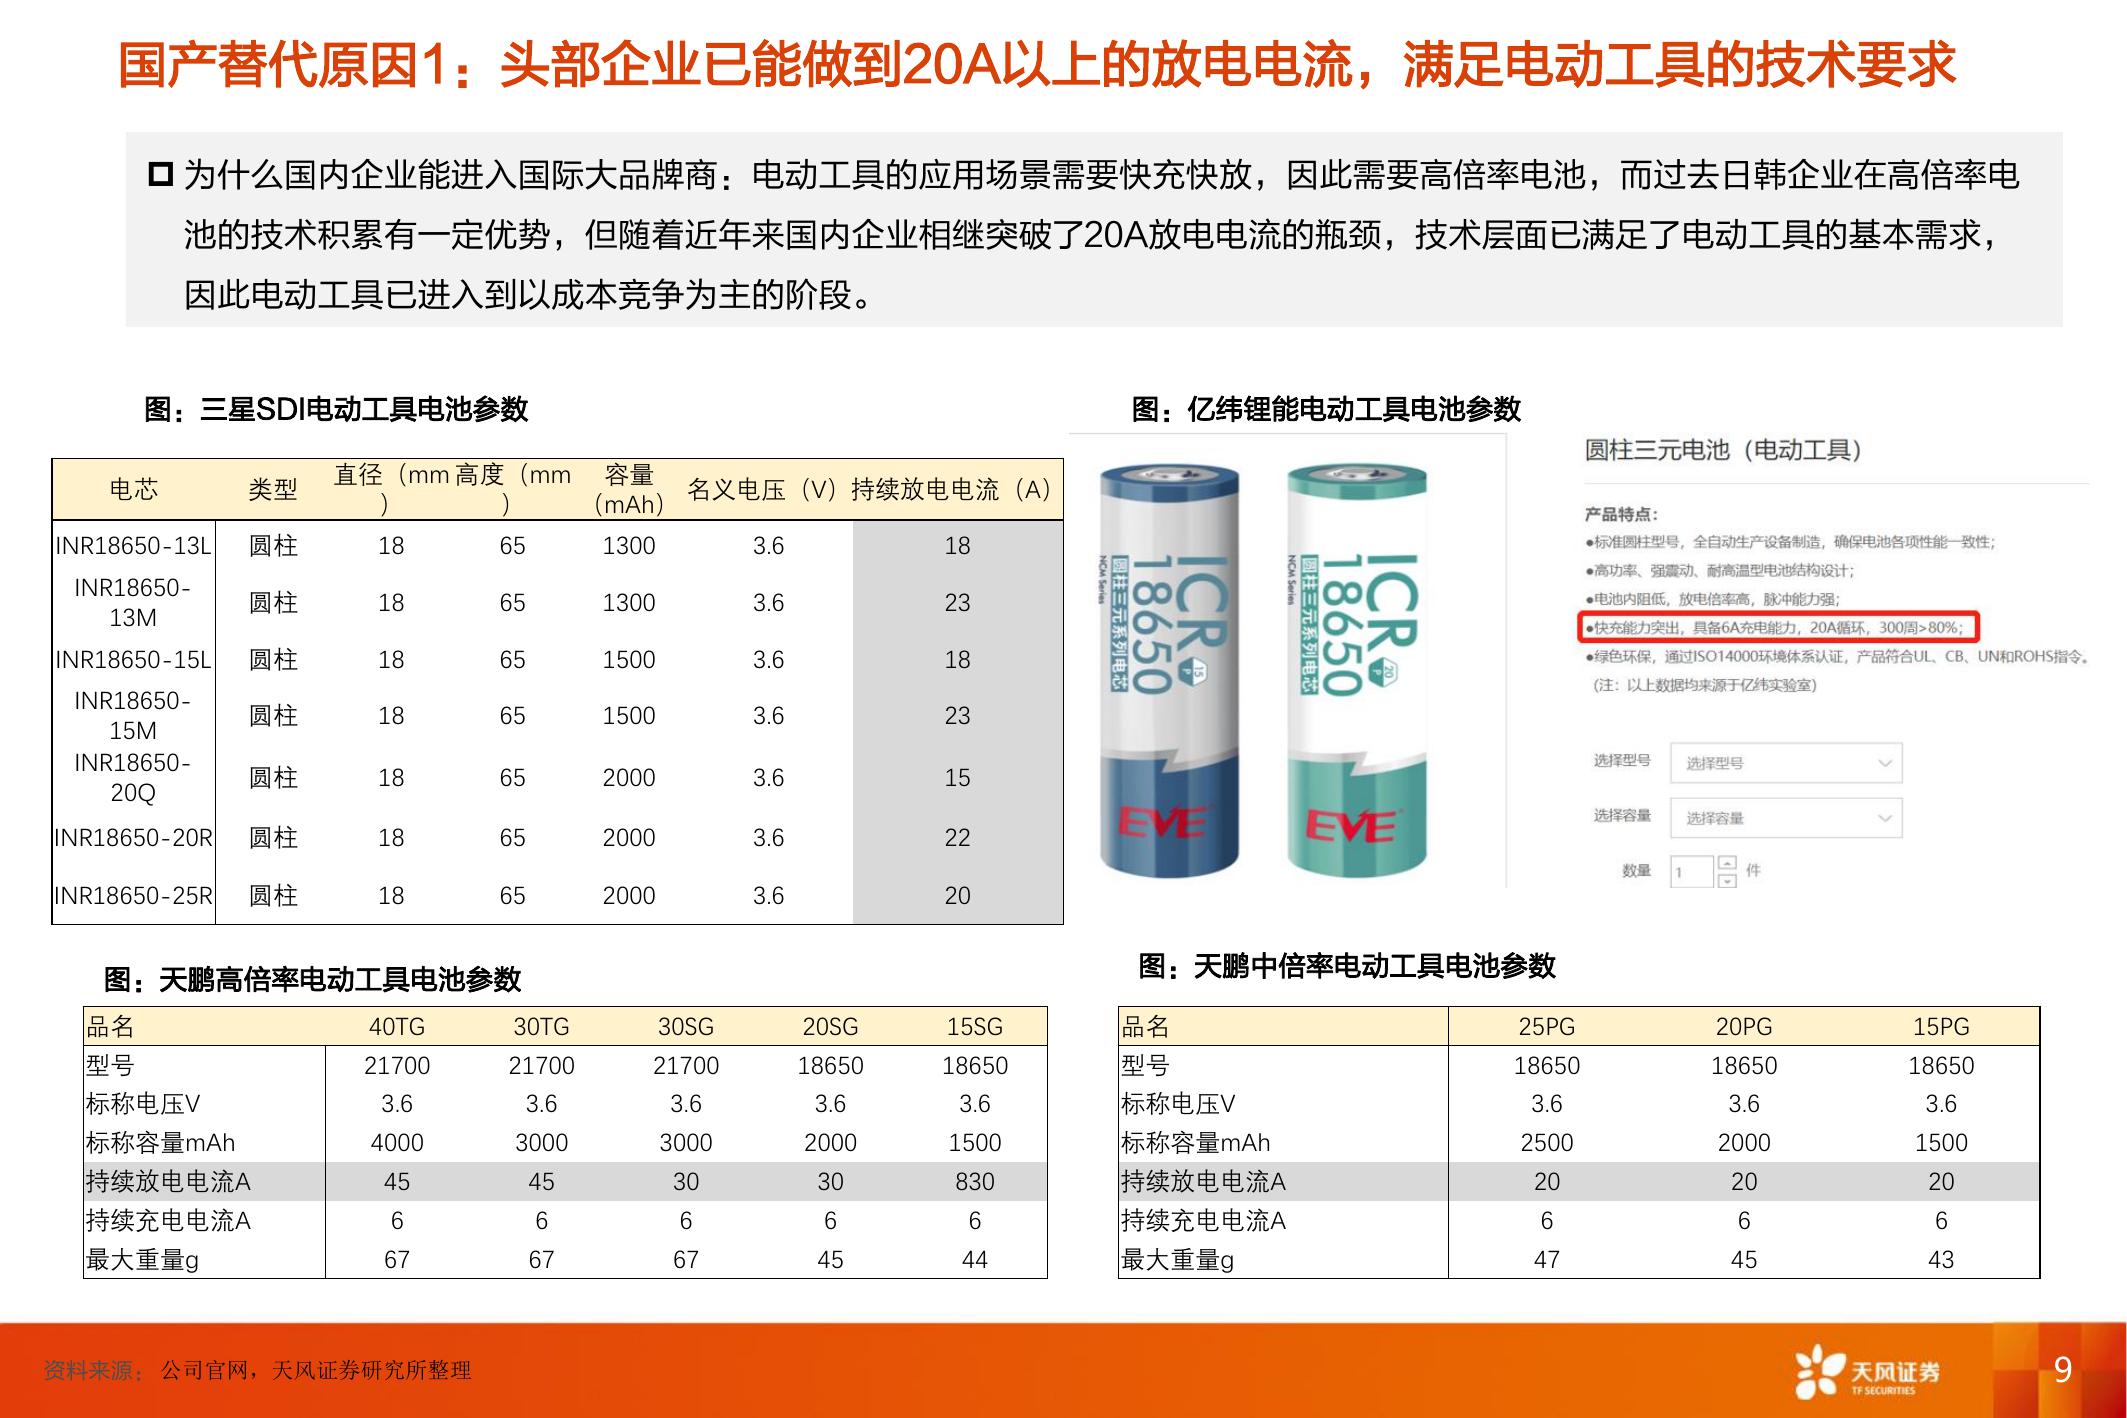 国产替代原因1：头部企业已能做到20A以上的放电电流，满足电动工具的技术要求
为什么国内企业能进入国际大品牌商：电动工具的应用场景需要快充快放，因此需要高倍率电池，而过去日韩企业在高倍率电
池的技术积累有一定优势，但随着近年来国内企业相继突破了20A放电电流的瓶颈，技术层面已满足了电动工具的基本需求，
因此电动工具已进入到以成本竞争为主的阶段。
图：三星SDI电动工具电池参数
电芯 类型 直径（mm） 高度（mm） 容量（mAh） 名义电压（V） 持续放电电流（A）
INR18650-13L 圆柱 18 65 1300 3.6 18
INR18650-13M 圆柱 18 65 1300 3.6 23
INR18650-15L 圆柱 18 65 1500 3.6 18
INR18650-15M 圆柱 18 65 1500 3.6 23
INR18650-20Q 圆柱 18 65 2000 3.6 15
INR18650-20R 圆柱 18 65 2000 3.6 22
INR18650-25R 圆柱 18 65 2000 3.6 20
图：亿纬锂能电动工具电池参数
ICR
18650
15
P
圆柱三元系列电芯
NCM Series
EVE
ICR
18650
20
P
圆柱三元系列电芯
NCM Series
EVE
圆柱三元电池（电动工具）
产品特点：
●标准圆柱型号，全自动生产设备制造，确保电池各项性能一致性；
●高功率、强震动、耐高温型电池结构设计；
●电池内阻低，放电倍率高，脉冲能力强；
●快充能力突出，具备6A充电能力，20A循环，300周>80%；
●绿色环保，通过ISO14000环境体系认证，产品符合UL、CB、UN和ROHS指令。
（注：以上数据均来源于亿纬实验室）
选择型号 选择型号
选择容量 选择容量
数量 1 件
图：天鹏高倍率电动工具电池参数
品名 40TG 30TG 30SG 20SG 15SG
型号 21700 21700 21700 18650 18650
标称电压V 3.6 3.6 3.6 3.6 3.6
标称容量mAh 4000 3000 3000 2000 1500
持续放电电流A 45 45 30 30 830
持续充电电流A 6 6 6 6 6
最大重量g 67 67 67 45 44
图：天鹏中倍率电动工具电池参数
品名 25PG 20PG 15PG
型号 18650 18650 18650
标称电压V 3.6 3.6 3.6
标称容量mAh 2500 2000 1500
持续放电电流A 20 20 20
持续充电电流A 6 6 6
最大重量g 47 45 43
资料来源：公司官网，天风证券研究所整理
天风证券
TF SECURITIES
9